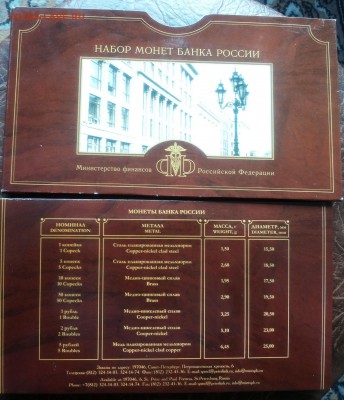 НАБОР МОНЕТ БАНКА РОССИИ
Министерство финансов Российской Федерации
МОНЕТЫ БАНКА РОССИИ
НОМИНАЛ МЕТАЛЛ МАССА, г ДИАМЕТР, мм
DENOMINATION METAL WEIGHT, g DIAMETER, mm
1 копейка Сталь плакированная мельхиором 1,50 15,50
1 Copeck Copper-nickel clad steel
5 копеек Сталь плакированная мельхиором 2,60 18,50
5 Copecks Copper-nickel clad steel
10 копеек Медно-цинковый сплав 1,95 17,50
10 Copecks Brass
50 копеек Медно-цинковый сплав 2,90 19,50
50 Copecks Brass
1 рубль Медно-никелевый сплав 3,25 20,50
1 Rouble Copper-nickel
2 рубля Медно-никелевый сплав 5,10 23,00
2 Roubles Copper-nickel
5 рублей Медь плакированная мельхиором 6,45 25,00
5 Roubles Copper-nickel clad copper